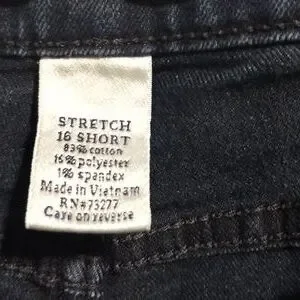 STRETCH
16 SHORT
83% cotton
16% polyester
1% spandex
Made in Vietnam
RN#73277
Care on reverse